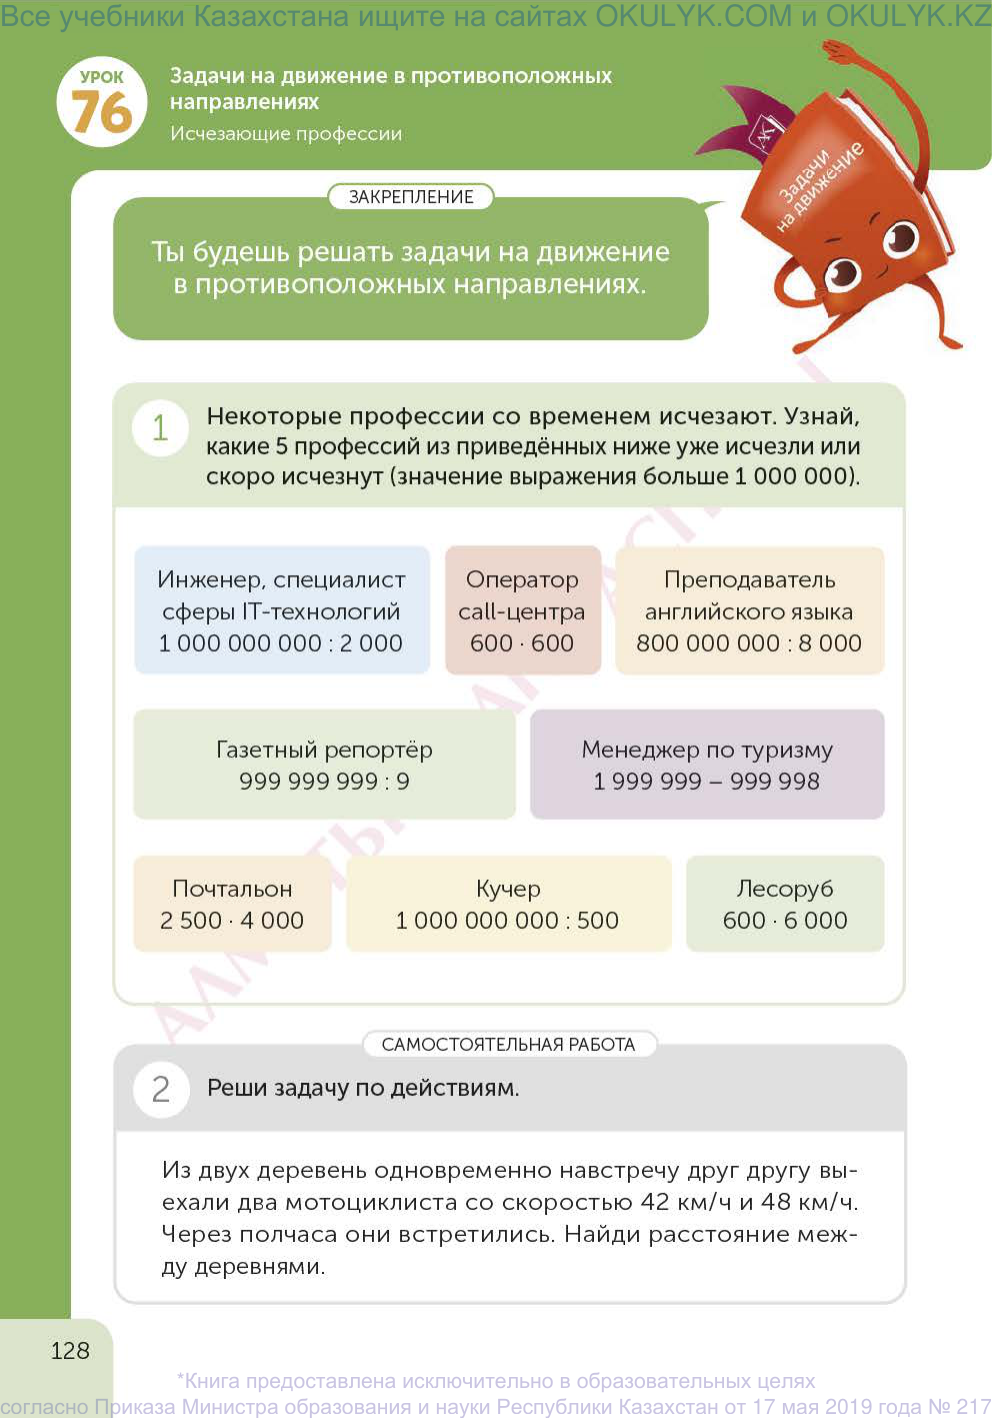 Все учебники Казахстана ищите на сайтах OKULYK.COM и OKULYK.KZ
УРОК
76
Задачи на движение в противоположных
направлениях
Исчезающие профессии
АК
Задачи
на движение
ЗАКРЕПЛЕНИЕ
Ты будешь решать задачи на движение
в противоположных направлениях.
1
Некоторые профессии со временем исчезают. Узнай,
какие 5 профессий из приведённых ниже уже исчезли или
скоро исчезнут (значение выражения больше 1 000 000).
Инженер, специалист
сферы IT-технологий
1 000 000 000 : 2 000
Оператор
call-центра
600 · 600
Преподаватель
английского языка
800 000 000 : 8 000
Газетный репортёр
999 999 999 : 9
Менеджер по туризму
1 999 999 – 999 998
Почтальон
2 500 · 4 000
Кучер
1 000 000 000 : 500
Лесоруб
600 · 6 000
САМОСТОЯТЕЛЬНАЯ РАБОТА
2
Реши задачу по действиям.
Из двух деревень одновременно навстречу друг другу вы-
ехали два мотоциклиста со скоростью 42 км/ч и 48 км/ч.
Через полчаса они встретились. Найди расстояние меж-
ду деревнями.
128
*Книга предоставлена исключительно в образовательных целях
согласно Приказа Министра образования и науки Республики Казахстан от 17 мая 2019 года № 217